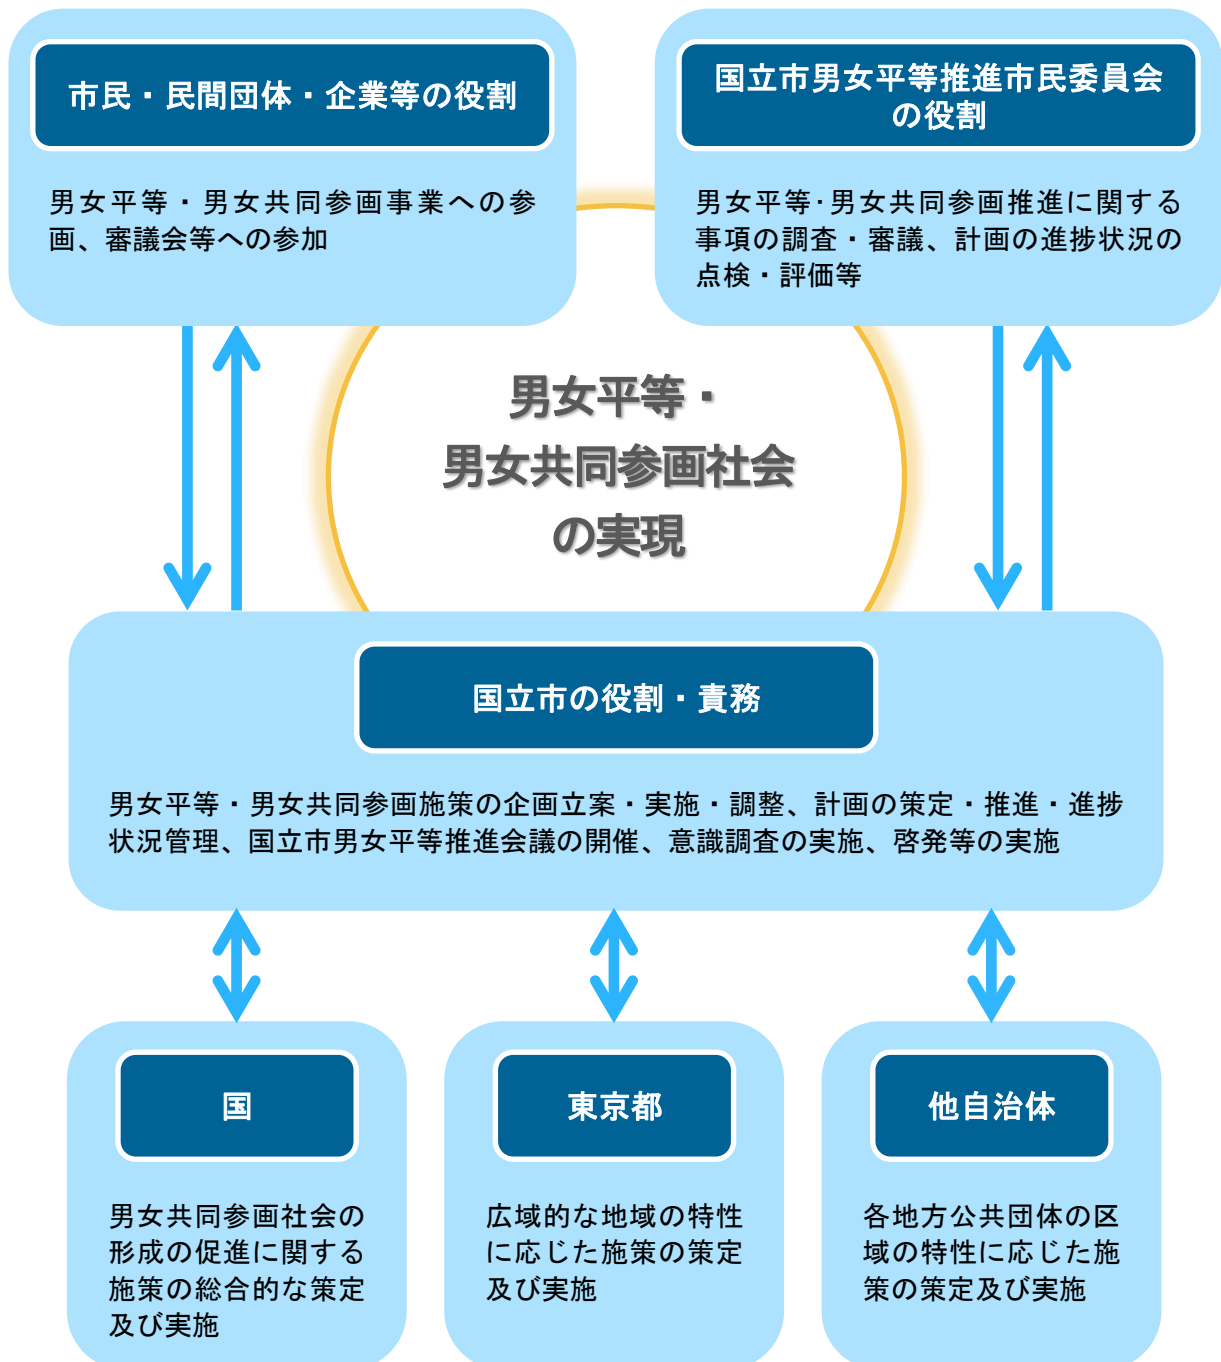 市民・民間団体・企業等の役割
男女平等・男女共同参画事業への参
画、審議会等への参加
国立市男女平等推進市民委員会
の役割
男女平等・男女共同参画推進に関する
事項の調査・審議、計画の進捗状況の
点検・評価等
男女平等・
男女共同参画社会
の実現
国立市の役割・責務
男女平等・男女共同参画施策の企画立案・実施・調整、計画の策定・推進・進捗
状況管理、国立市男女平等推進会議の開催、意識調査の実施、啓発等の実施
国
男女共同参画社会の
形成の促進に関する
施策の総合的な策定
及び実施
東京都
広域的な地域の特性
に応じた施策の策定
及び実施
他自治体
各地方公共団体の区
域の特性に応じた施
策の策定及び実施